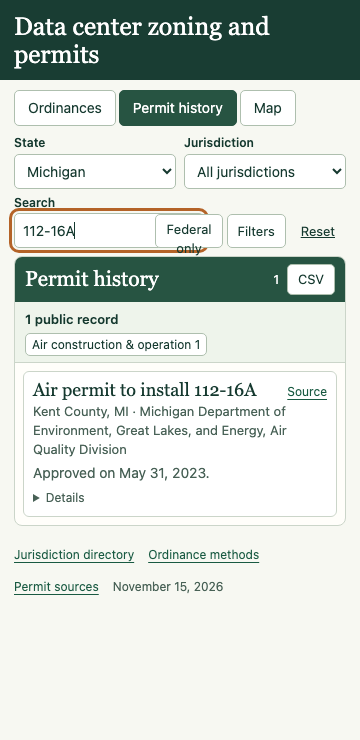 Data center zoning and
permits
Ordinances
Permit history
Map
State
Jurisdiction
Michigan
All jurisdictions
Search
112-16A
Federal
only
Filters
Reset
Permit history
1
CSV
1 public record
Air construction & operation 1
Air permit to install 112-16A
Source
Kent County, MI · Michigan Department of
Environment, Great Lakes, and Energy, Air
Quality Division
Approved on May 31, 2023.
Details
Jurisdiction directory
Ordinance methods
Permit sources
November 15, 2026